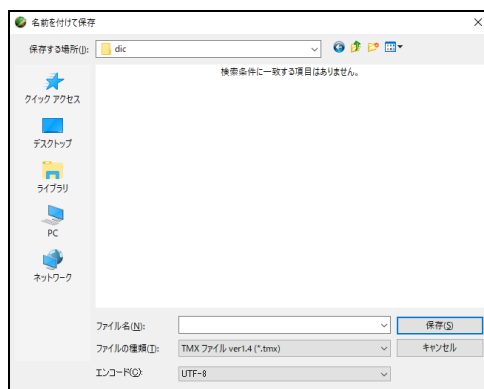 名前を付けて保存
保存する場所(I):
dic
検索条件に一致する項目はありません。
クイック アクセス
デスクトップ
ライブラリ
PC
ネットワーク
ファイル名(N):
保存(S)
ファイルの種類(T):
TMX ファイル ver1.4 (*.tmx)
キャンセル
エンコード(C):
UTF-8